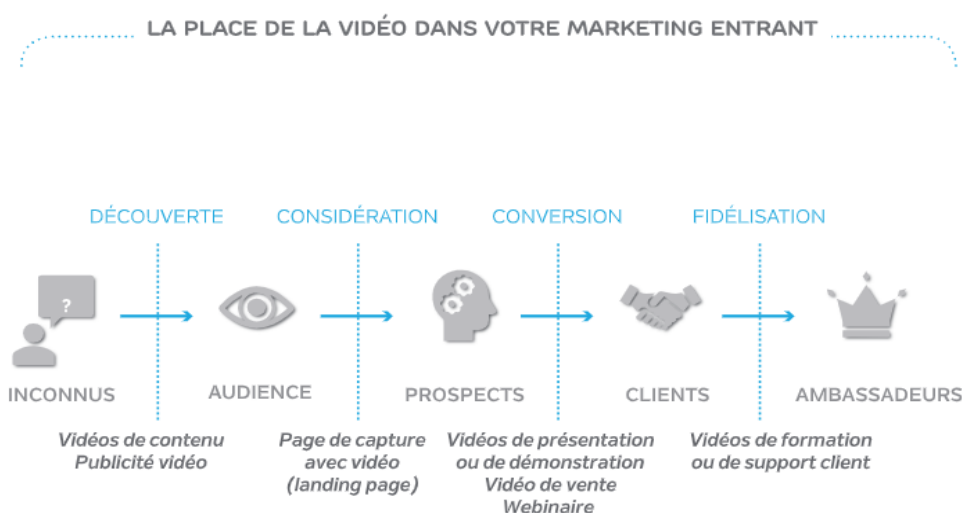 LA PLACE DE LA VIDÉO DANS VOTRE MARKETING ENTRANT
DÉCOUVERTE
CONSIDÉRATION
CONVERSION
FIDÉLISATION
?
INCONNUS
AUDIENCE
PROSPECTS
CLIENTS
AMBASSADEURS
Vidéos de contenu
Publicité vidéo
Page de capture
avec vidéo
(landing page)
Vidéos de présentation
ou de démonstration
Vidéo de vente
Webinaire
Vidéos de formation
ou de support client